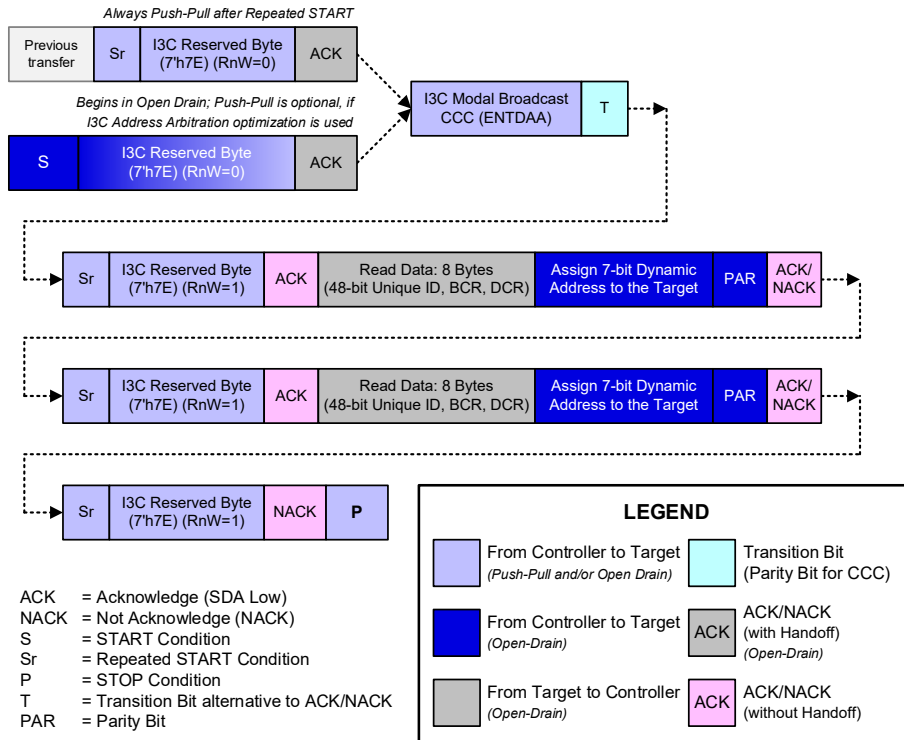 Always Push-Pull after Repeated START
Previous
transfer
Sr
I3C Reserved Byte
(7'h7E) (RnW=0)
ACK
Begins in Open Drain; Push-Pull is optional, if
I3C Address Arbitration optimization is used
S
I3C Reserved Byte
(7'h7E) (RnW=0)
ACK
I3C Modal Broadcast
CCC (ENTDAA)
T
Sr
I3C Reserved Byte
(7'h7E) (RnW=1)
ACK
Read Data: 8 Bytes
(48-bit Unique ID, BCR, DCR)
Assign 7-bit Dynamic
Address to the Target
PAR
ACK/
NACK
Sr
I3C Reserved Byte
(7'h7E) (RnW=1)
ACK
Read Data: 8 Bytes
(48-bit Unique ID, BCR, DCR)
Assign 7-bit Dynamic
Address to the Target
PAR
ACK/
NACK
Sr
I3C Reserved Byte
(7'h7E) (RnW=1)
NACK
P
ACK = Acknowledge (SDA Low)
NACK = Not Acknowledge (NACK)
S = START Condition
Sr = Repeated START Condition
P = STOP Condition
T = Transition Bit alternative to ACK/NACK
PAR = Parity Bit
LEGEND
From Controller to Target
(Push-Pull and/or Open Drain)
Transition Bit
(Parity Bit for CCC)
From Controller to Target
(Open-Drain)
ACK
ACK/NACK
(with Handoff)
(Open-Drain)
From Target to Controller
(Open-Drain)
ACK
ACK/NACK
(without Handoff)